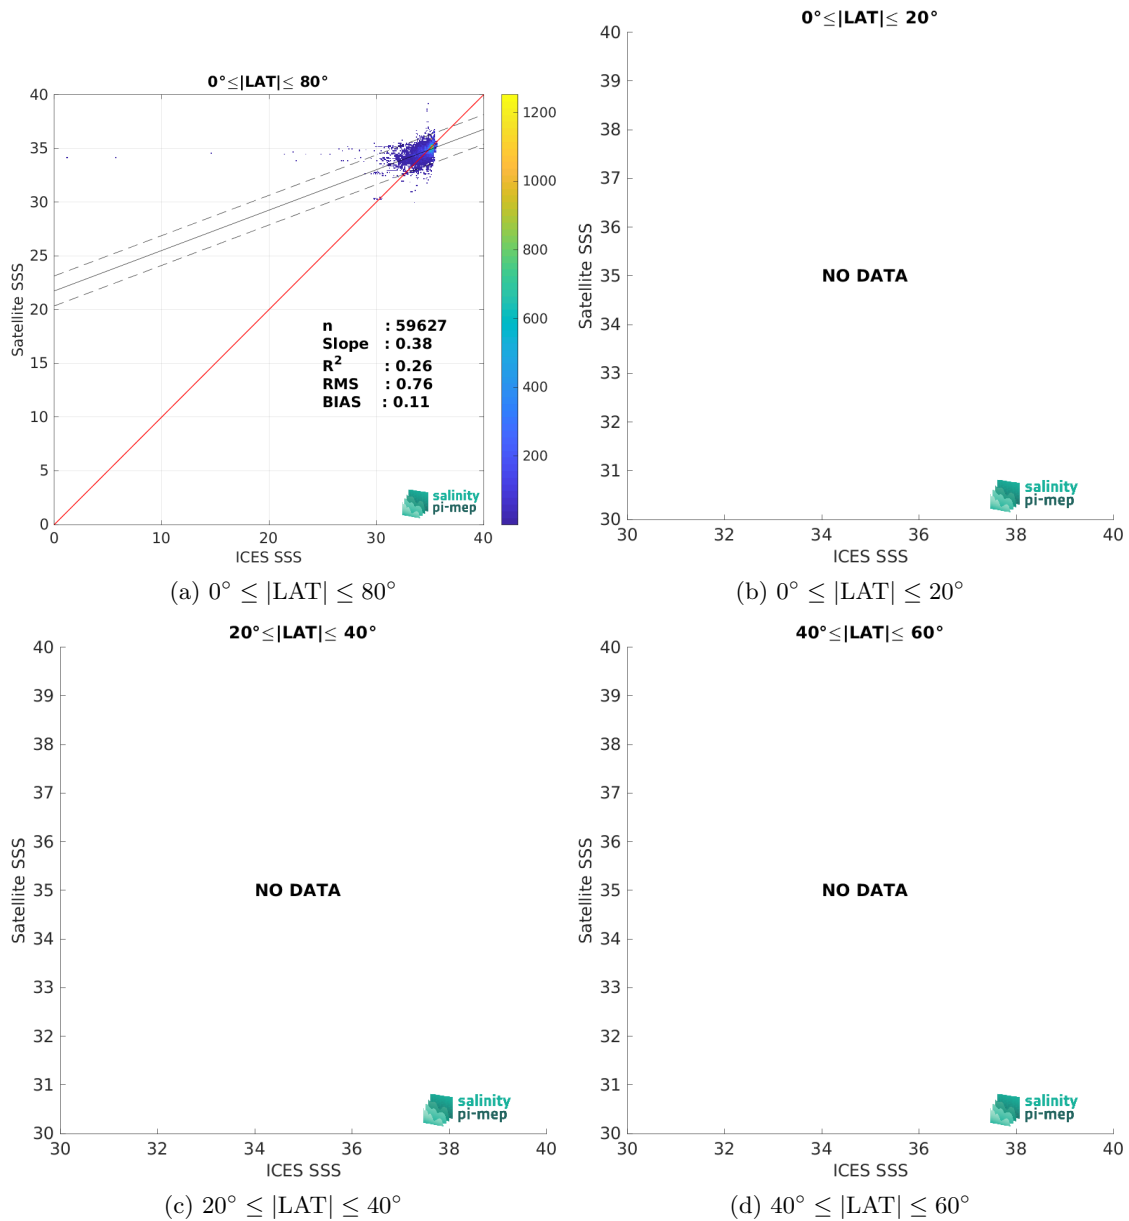 0°≤|LAT|≤ 80°
40
35
30
25
20
15
10
5
0
0
10
20
30
40
Satellite SSS
ICES SSS
n : 59627
Slope : 0.38
R² : 0.26
RMS : 0.76
BIAS : 0.11
salinity
pi-mep
1200
1000
800
600
400
200
(a) 0° ≤ |LAT| ≤ 80°
0°≤|LAT|≤ 20°
40
39
38
37
36
35
34
33
32
31
30
30
32
34
36
38
40
Satellite SSS
ICES SSS
NO DATA
salinity
pi-mep
(b) 0° ≤ |LAT| ≤ 20°
20°≤|LAT|≤ 40°
40
39
38
37
36
35
34
33
32
31
30
30
32
34
36
38
40
Satellite SSS
ICES SSS
NO DATA
salinity
pi-mep
(c) 20° ≤ |LAT| ≤ 40°
40°≤|LAT|≤ 60°
40
39
38
37
36
35
34
33
32
31
30
30
32
34
36
38
40
Satellite SSS
ICES SSS
NO DATA
salinity
pi-mep
(d) 40° ≤ |LAT| ≤ 60°